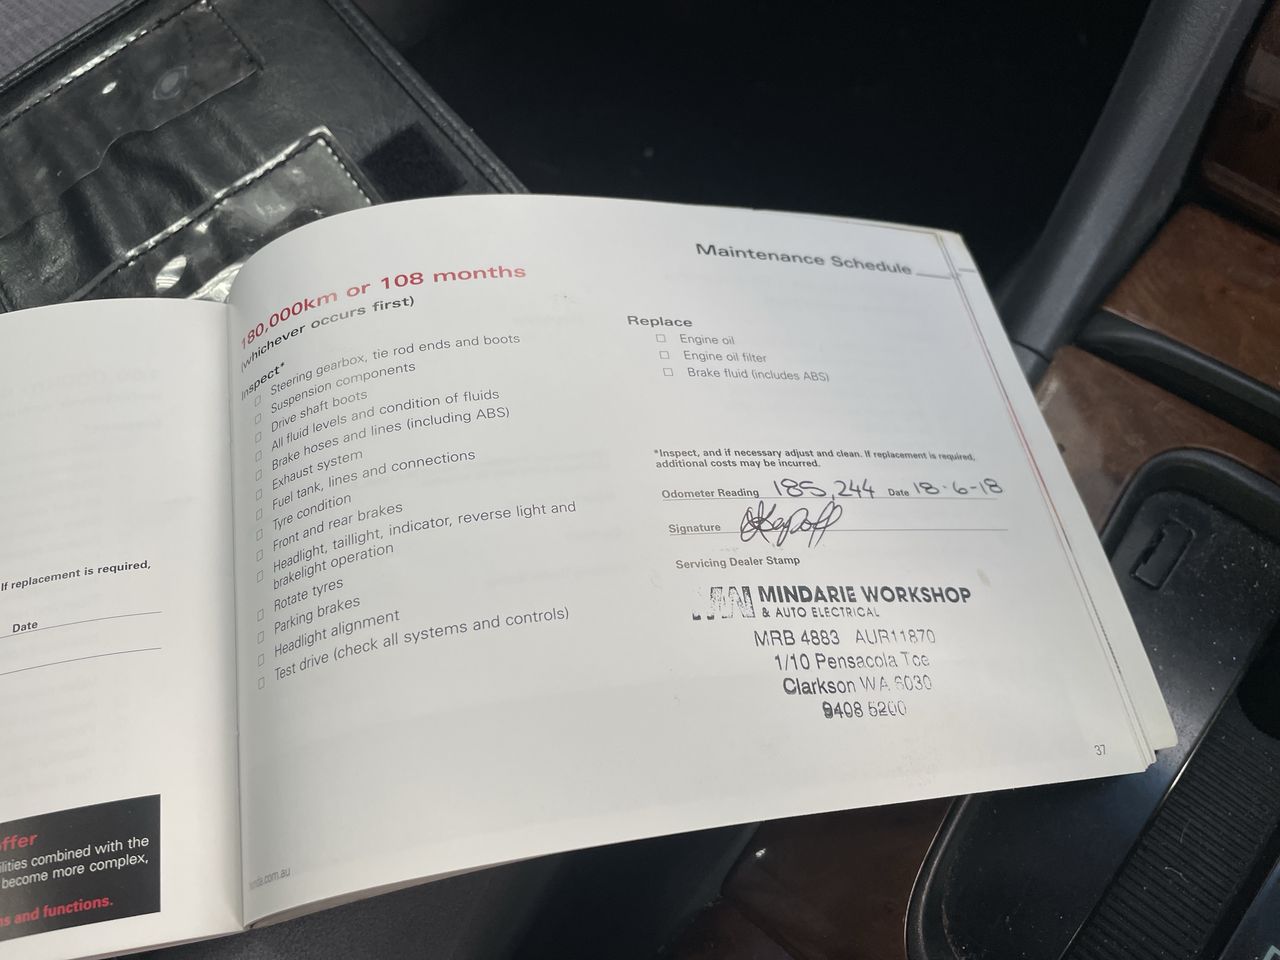 If replacement is required,
Date
ffer
lities combined with the
become more complex,
ns and functions.
180,000km or 108 months
(whichever occurs first)
Inspect*
Steering gearbox, tie rod ends and boots
Suspension components
Drive shaft boots
All fluid levels and condition of fluids
Brake hoses and lines (including ABS)
Exhaust system
Fuel tank, lines and connections
Tyre condition
Front and rear brakes
Headlight, taillight, indicator, reverse light and
brakelight operation
Rotate tyres
Parking brakes
Headlight alignment
Test drive (check all systems and controls)
Maintenance Schedule
Replace
Engine oil
Engine oil filter
Brake fluid (includes ABS)
*Inspect, and if necessary adjust and clean. If replacement is required,
additional costs may be incurred.
Odometer Reading 185,244 Date 18-6-18
Signature
Servicing Dealer Stamp
MINDARIE WORKSHOP
& AUTO ELECTRICAL
MRB 4883 AUR11870
1/10 Pensacola Tce
Clarkson WA 6030
9408 5200
37